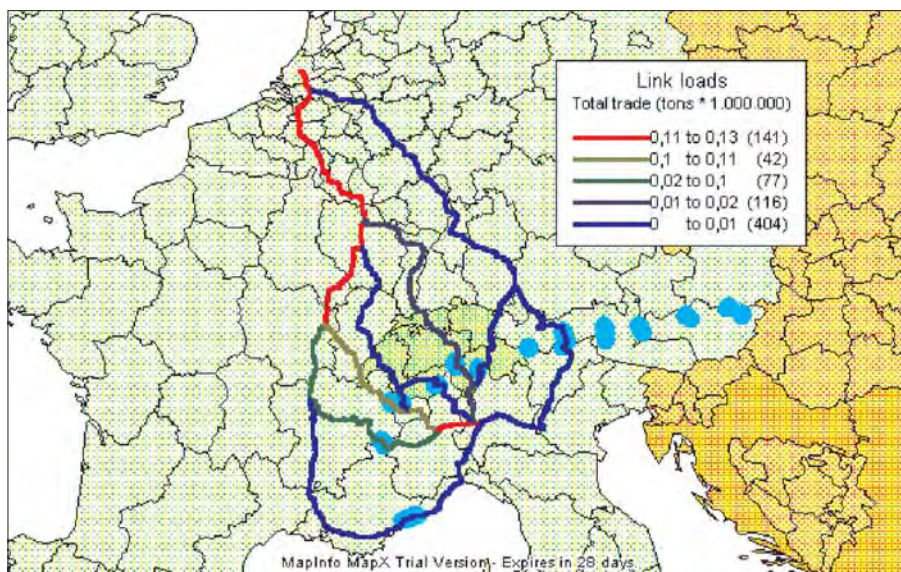 Link loads
Total trade (tons * 1.000.000)
0,11 to 0,13 (141)
0,1 to 0,11 (42)
0,02 to 0,1 (77)
0,01 to 0,02 (116)
0 to 0,01 (404)
MapInfo MapX Trial Version - Expires in 28 days